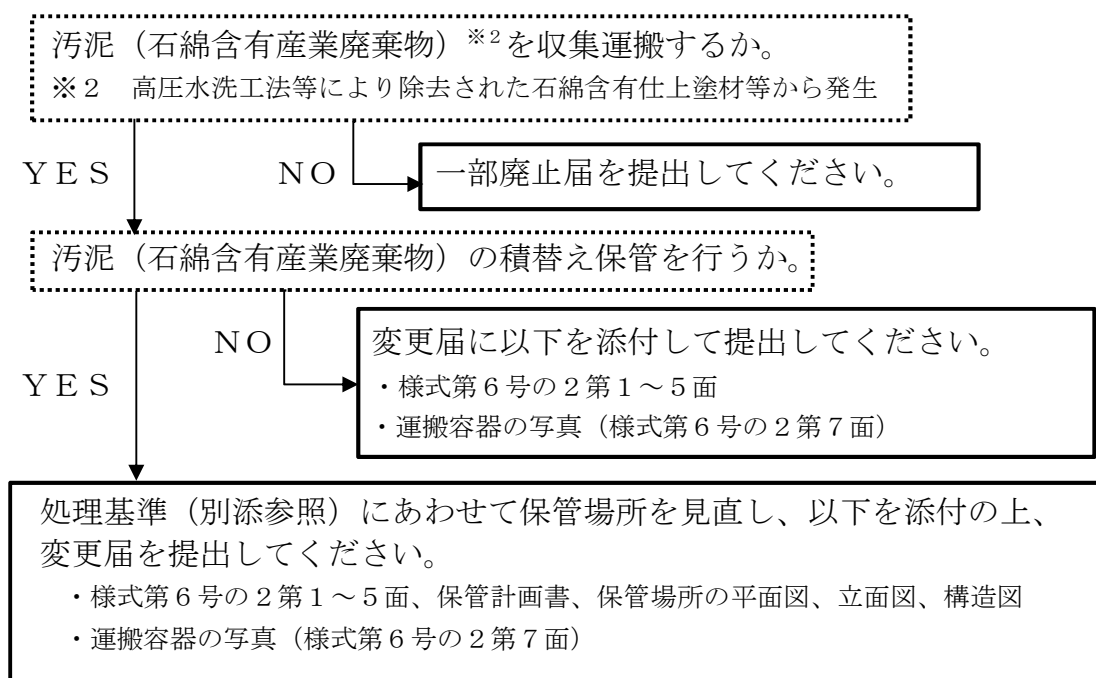 汚泥（石綿含有産業廃棄物）※２を収集運搬するか。
※２　高圧水洗工法等により除去された石綿含有仕上塗材等から発生
ＹＥＳ
ＮＯ
一部廃止届を提出してください。
汚泥（石綿含有産業廃棄物）の積替え保管を行うか。
ＮＯ
ＹＥＳ
変更届に以下を添付して提出してください。
・様式第６号の２第１～５面
・運搬容器の写真（様式第６号の２第７面）
処理基準（別添参照）にあわせて保管場所を見直し、以下を添付の上、
変更届を提出してください。
・様式第６号の２第１～５面、保管計画書、保管場所の平面図、立面図、構造図
・運搬容器の写真（様式第６号の２第７面）